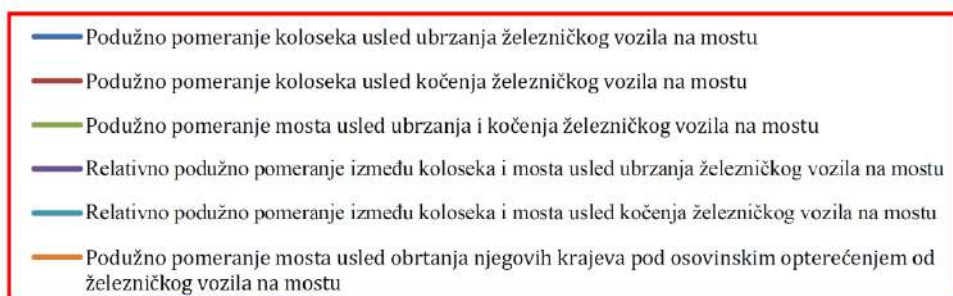 Podužno pomeranje koloseka usled ubrzanja železničkog vozila na mostu
Podužno pomeranje koloseka usled kočenja železničkog vozila na mostu
Podužno pomeranje mosta usled ubrzanja i kočenja železničkog vozila na mostu
Relativno podužno pomeranje između koloseka i mosta usled ubrzanja železničkog vozila na mostu
Relativno podužno pomeranje između koloseka i mosta usled kočenja železničkog vozila na mostu
Podužno pomeranje mosta usled obrtanja njegovih krajeva pod osovinskim opterećenjem od
železničkog vozila na mostu